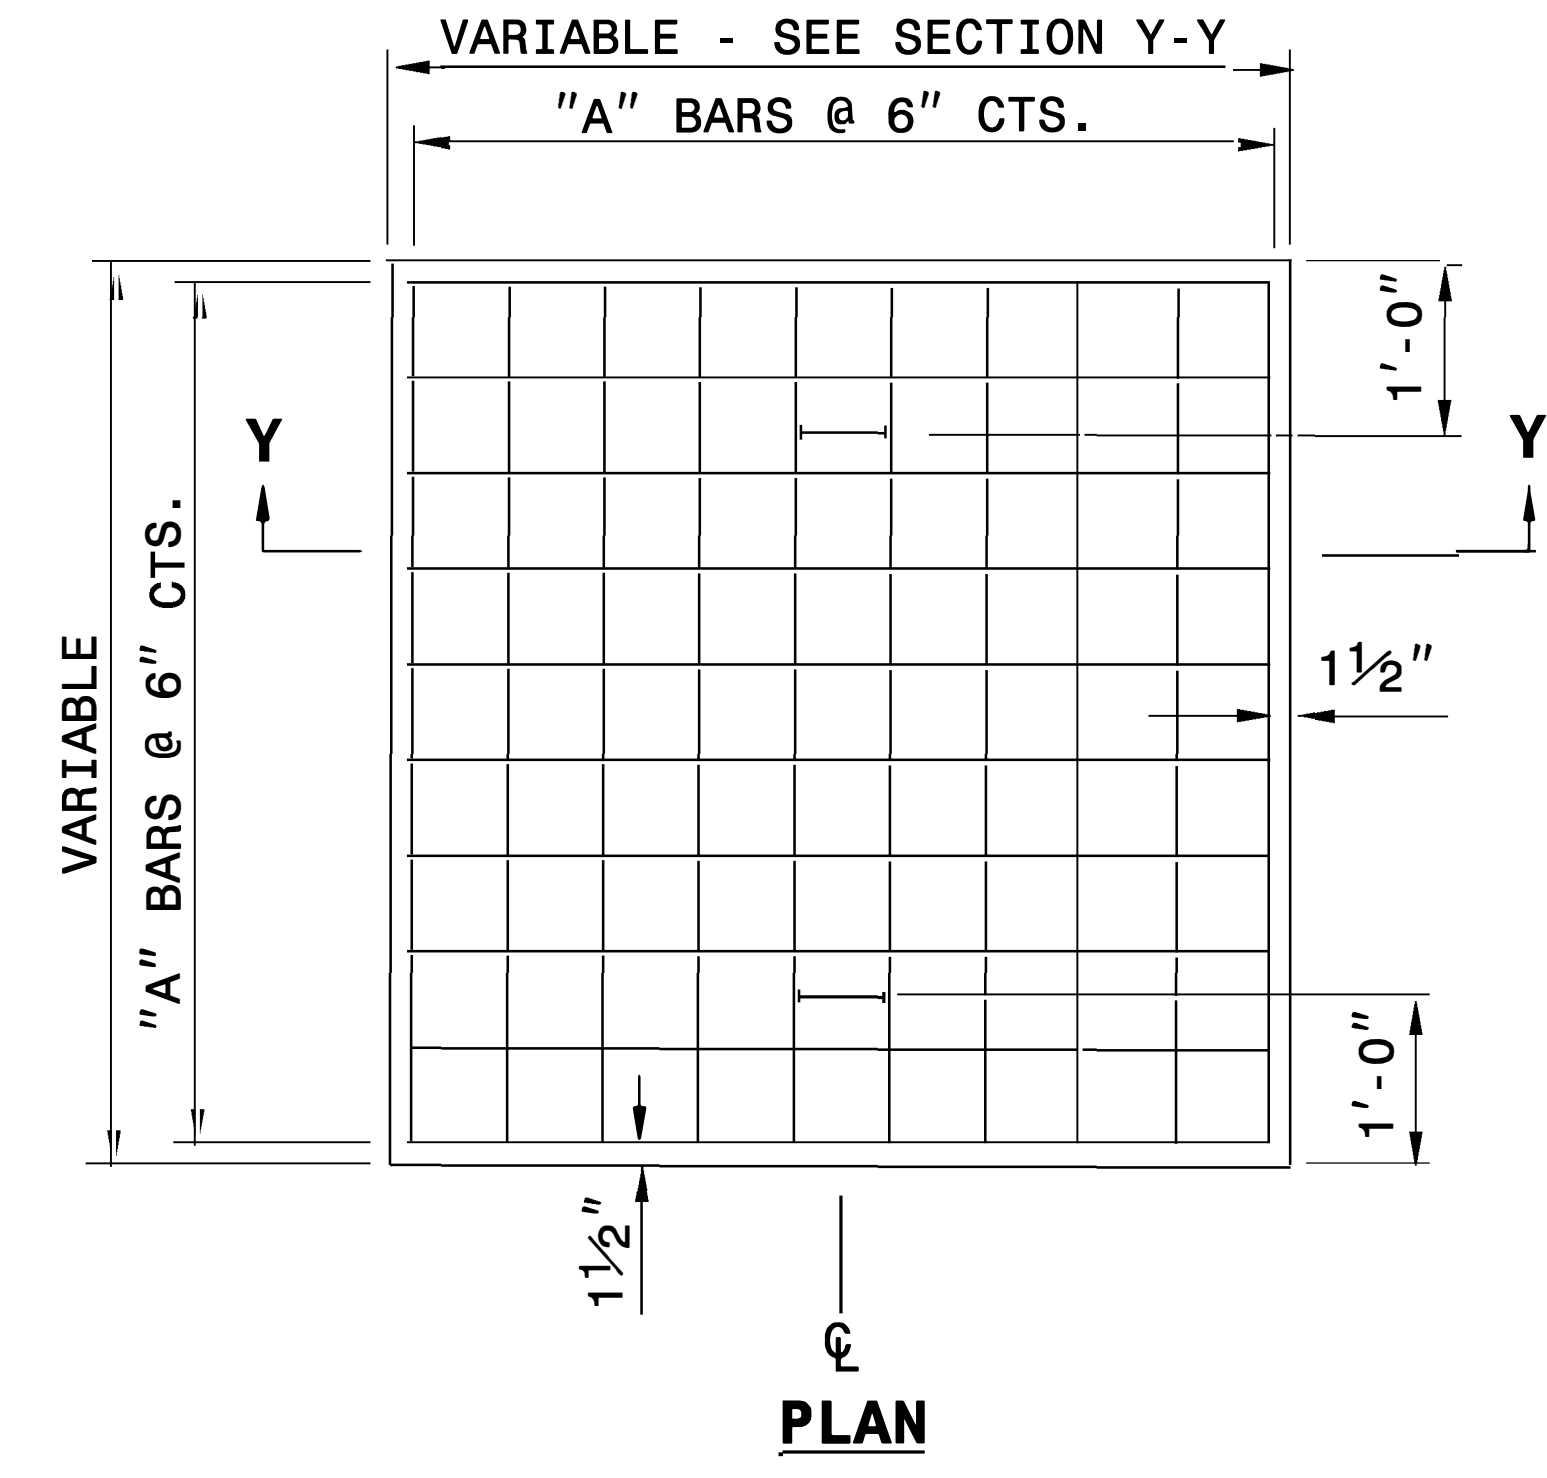 VARIABLE - SEE SECTION Y-Y
"A" BARS @ 6" CTS.
1'-0"
Y
Y
VARIABLE
"A" BARS @ 6" CTS.
1½"
1'-0"
1½"
℄
PLAN